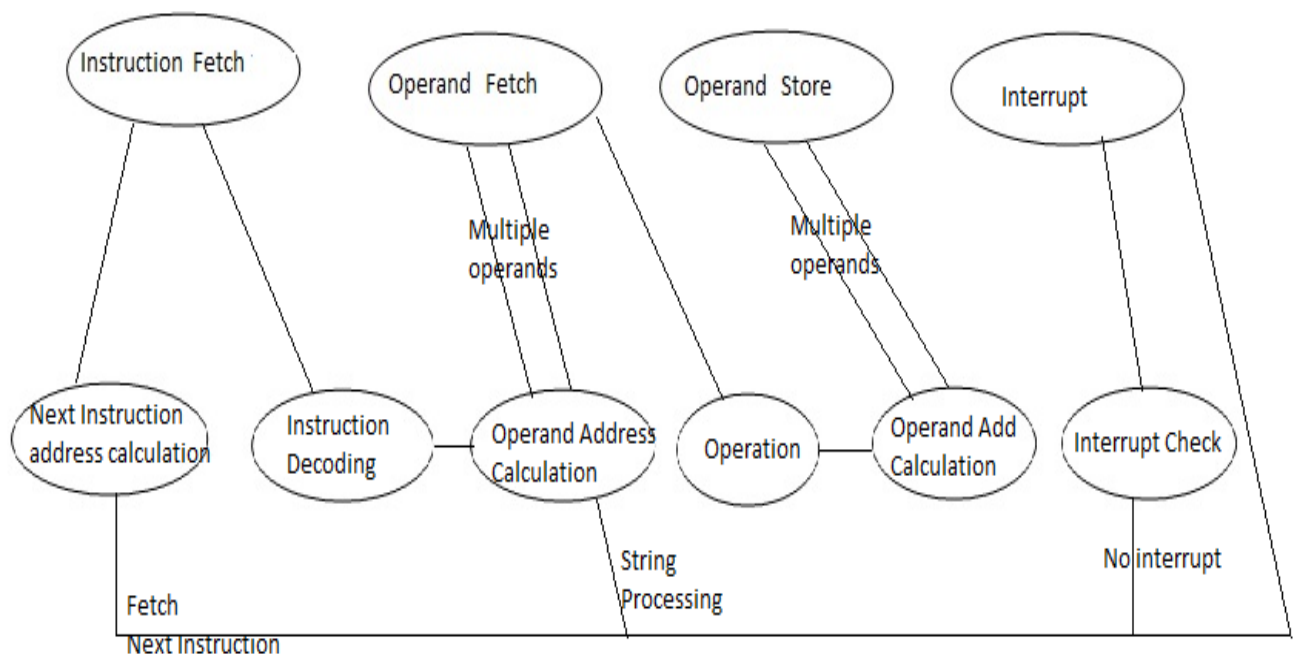 Instruction Fetch
Operand Fetch
Operand Store
Interrupt
Multiple
operands
Multiple
operands
Next Instruction
address calculation
Instruction
Decoding
Operand Address
Calculation
Operation
Operand Add
Calculation
Interrupt Check
String
Processing
No interrupt
Fetch
Next Instruction